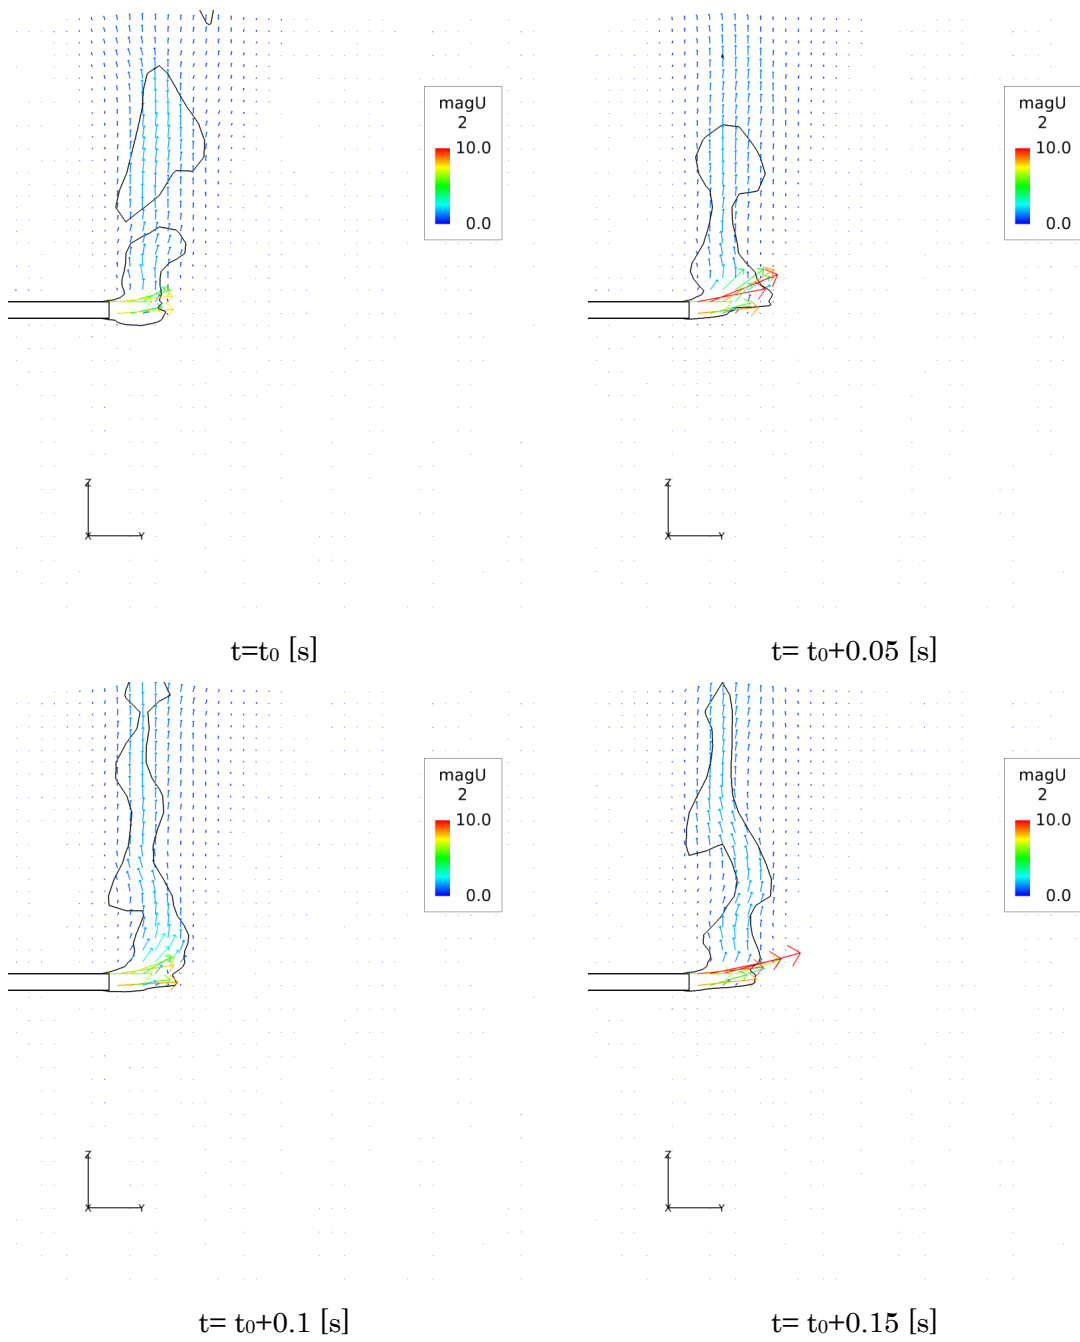 magU
2
10.0
0.0
Z
X
Y
t=t₀ [s]
magU
2
10.0
0.0
Z
X
Y
t= t₀+0.05 [s]
magU
2
10.0
0.0
Z
X
Y
t= t₀+0.1 [s]
magU
2
10.0
0.0
Z
X
Y
t= t₀+0.15 [s]